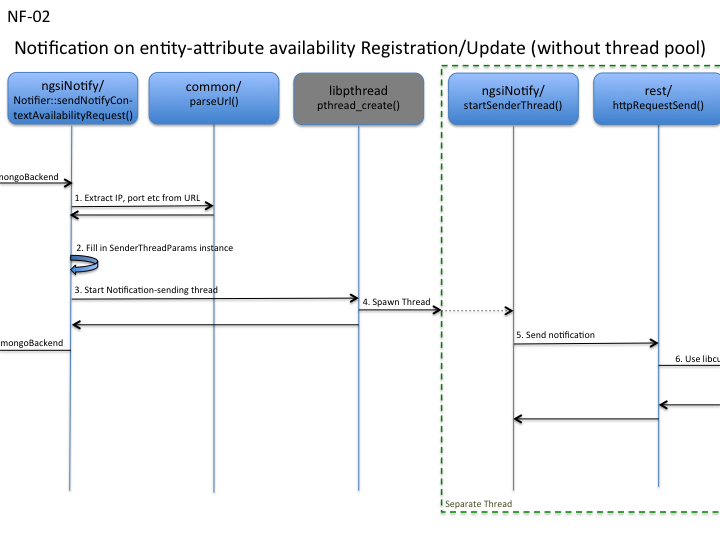 NF-02
Notification on entity-attribute availability Registration/Update (without thread pool)
ngsiNotify/
Notifier::sendNotifyCon-
textAvailabilityRequest()
common/
parseUrl()
libpthread
pthread_create()
ngsiNotify/
startSenderThread()
rest/
httpRequestSend()
mongoBackend
1. Extract IP, port etc from URL
2. Fill in SenderThreadParams instance
3. Start Notification-sending thread
4. Spawn Thread
5. Send notification
mongoBackend
6. Use libcu
Separate Thread